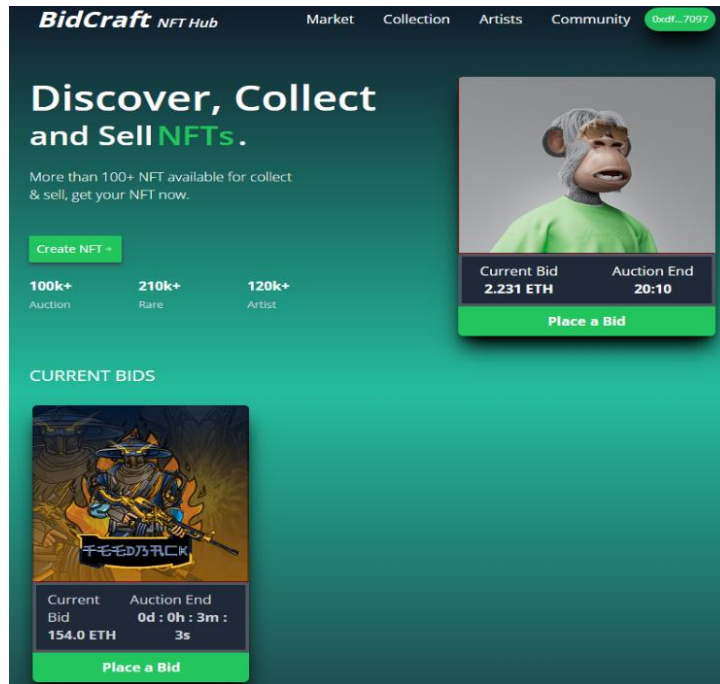 BidCraft NFT Hub
Market Collection Artists Community 0xdf...7097
Discover, Collect
and Sell NFTs.
More than 100+ NFT available for collect
& sell, get your NFT now.
Create NFT
100k+ 210k+ 120k+
Auction Rare Artist
Current Bid Auction End
2.231 ETH 20:10
Place a Bid
CURRENT BIDS
Current Auction End
Bid 0d : 0h : 3m :
154.0 ETH 3s
Place a Bid